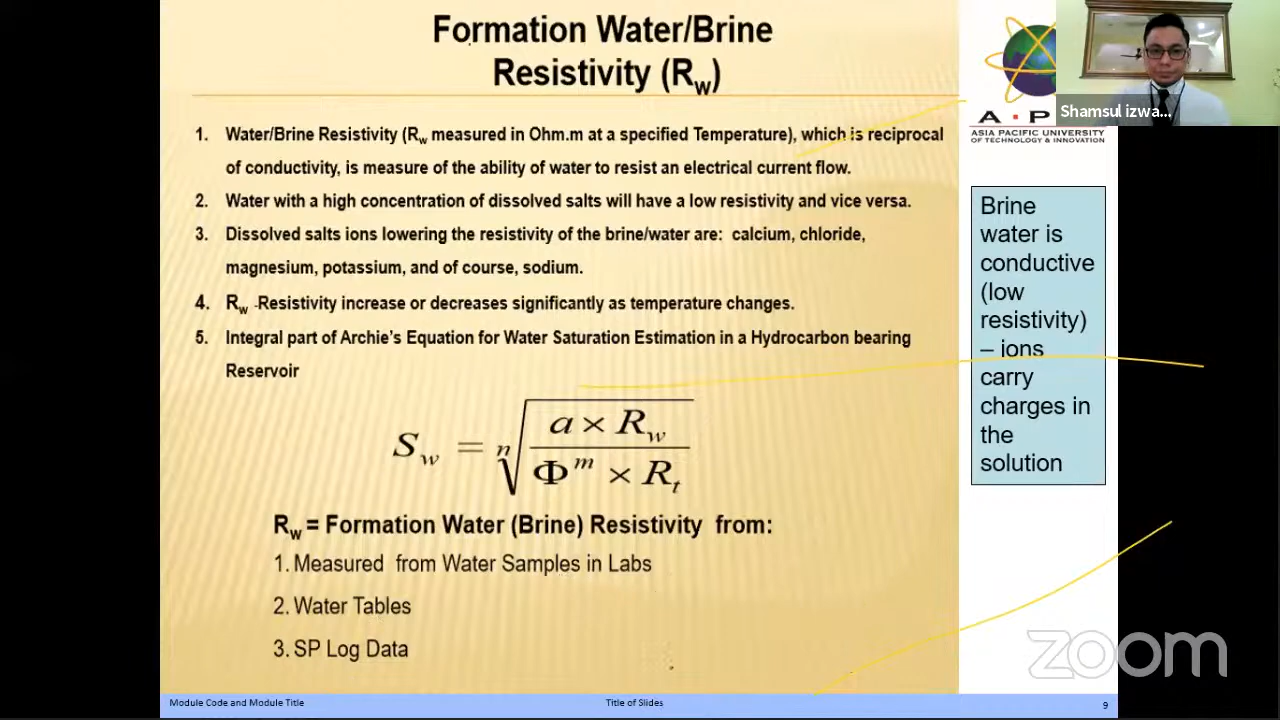 Formation Water/Brine
Resistivity (Rw)
1. Water/Brine Resistivity (Rw measured in Ohm.m at a specified Temperature), which is reciprocal
of conductivity, is measure of the ability of water to resist an electrical current flow.
2. Water with a high concentration of dissolved salts will have a low resistivity and vice versa.
3. Dissolved salts ions lowering the resistivity of the brine/water are: calcium, chloride,
magnesium, potassium, and of course, sodium.
4. Rw -Resistivity increase or decreases significantly as temperature changes.
5. Integral part of Archie's Equation for Water Saturation Estimation in a Hydrocarbon bearing
Reservoir
Sw = n√((a × Rw) / (Φ^m × Rt))
Rw = Formation Water (Brine) Resistivity from:
1. Measured from Water Samples in Labs
2. Water Tables
3. SP Log Data
A · P
ASIA PACIFIC UNIVERSITY
OF TECHNOLOGY & INNOVATION
Shamsul izwa...
Brine
water is
conductive
(low
resistivity)
– ions
carry
charges in
the
solution
zoom
Module Code and Module Title
Title of Slides
9